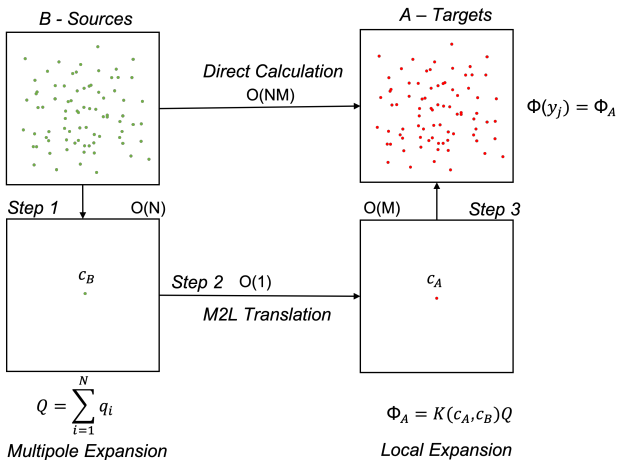 B - Sources
A – Targets
Direct Calculation
O(NM)
Φ(y_j) = Φ_A
Step 1
O(N)
O(M)
Step 3
c_B
Step 2
O(1)
c_A
M2L Translation
Q = \sum_{i=1}^{N} q_i
Φ_A = K(c_A,c_B)Q
Multipole Expansion
Local Expansion